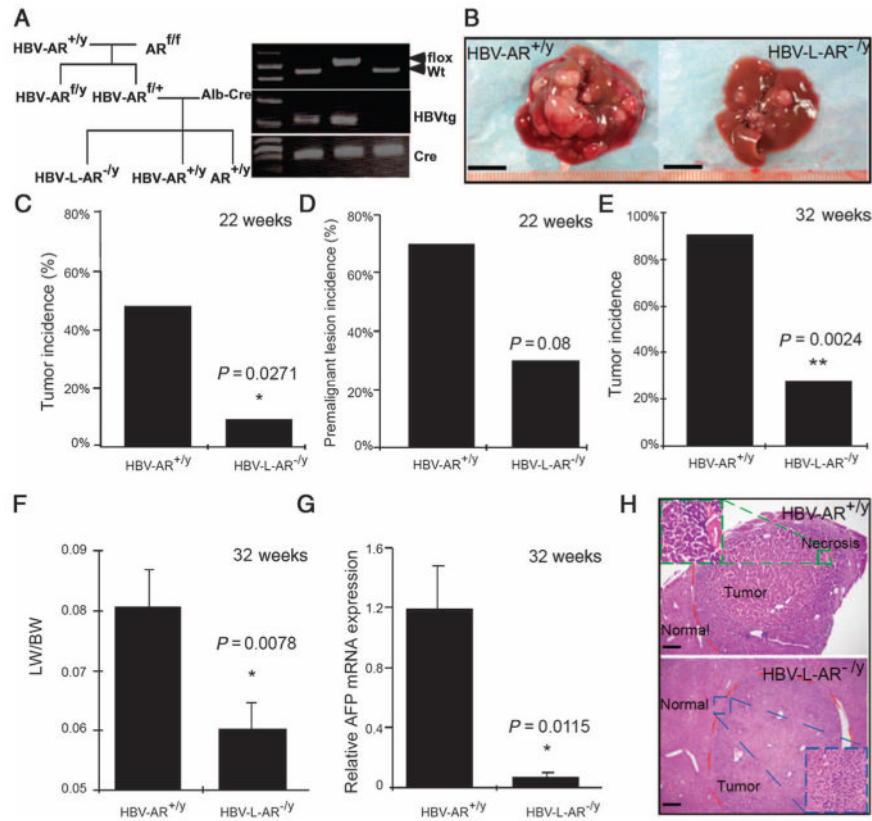 A
HBV-AR+/y
ARf/f
HBV-ARf/y
HBV-ARf/+
Alb-Cre
HBV-L-AR-/y
HBV-AR+/y
AR+/y
flox
Wt
HBVtg
Cre
B
HBV-AR+/y
HBV-L-AR-/y
C
80%
60%
40%
20%
0%
Tumor incidence (%)
22 weeks
P = 0.0271
*
HBV-AR+/y
HBV-L-AR-/y
D
80%
70%
60%
50%
40%
30%
20%
10%
0%
Premalignant lesion incidence (%)
22 weeks
P = 0.08
HBV-AR+/y
HBV-L-AR-/y
E
100%
80%
60%
40%
20%
0%
Tumor incidence
32 weeks
P = 0.0024
**
HBV-AR+/y
HBV-L-AR-/y
F
0.09
0.08
0.07
0.06
0.05
LW/BW
32 weeks
P = 0.0078
*
HBV-AR+/y
HBV-L-AR-/y
G
1.6
1.2
0.8
0.4
0
Relative AFP mRNA expression
32 weeks
P = 0.0115
*
HBV-AR+/y
HBV-L-AR-/y
H
HBV-AR+/y
Necrosis
Tumor
Normal
HBV-L-AR-/y
Normal
Tumor